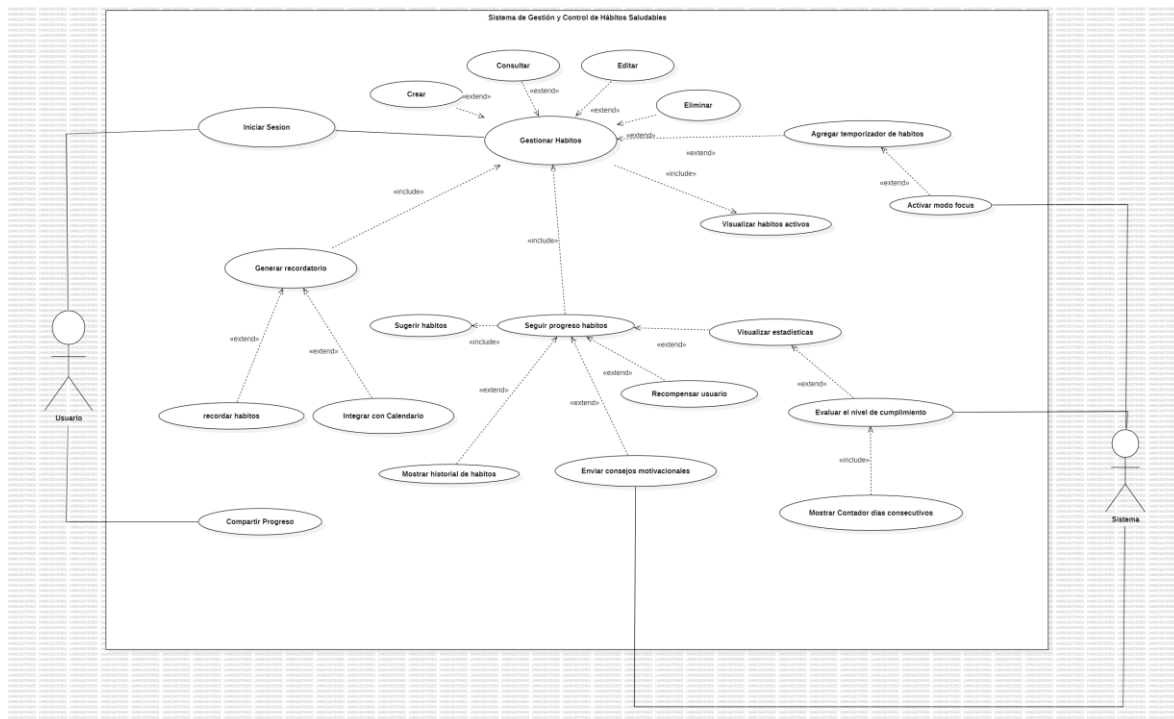 Sistema de Gestión y Control de Hábitos Saludables
Consultar
Editar
Crear
«extend»
«extend»
«extend»
Eliminar
Iniciar Sesion
Gestionar Habitos
«extend»
Agregar temporizador de habitos
«extend»
«include»
«extend»
«include»
Activar modo focus
Visualizar habitos activos
«include»
Generar recordatorio
Sugerir habitos
Seguir progreso habitos
Visualizar estadisticas
«extend»
«include»
«extend»
«extend»
«extend»
«extend»
«extend»
«extend»
Recompensar usuario
recordar habitos
Integrar con Calendario
Evaluar el nivel de cumplimiento
Usuario
«include»
Mostrar historial de habitos
Enviar consejos motivacionales
Mostrar Contador dias consecutivos
Compartir Progreso
Sistema